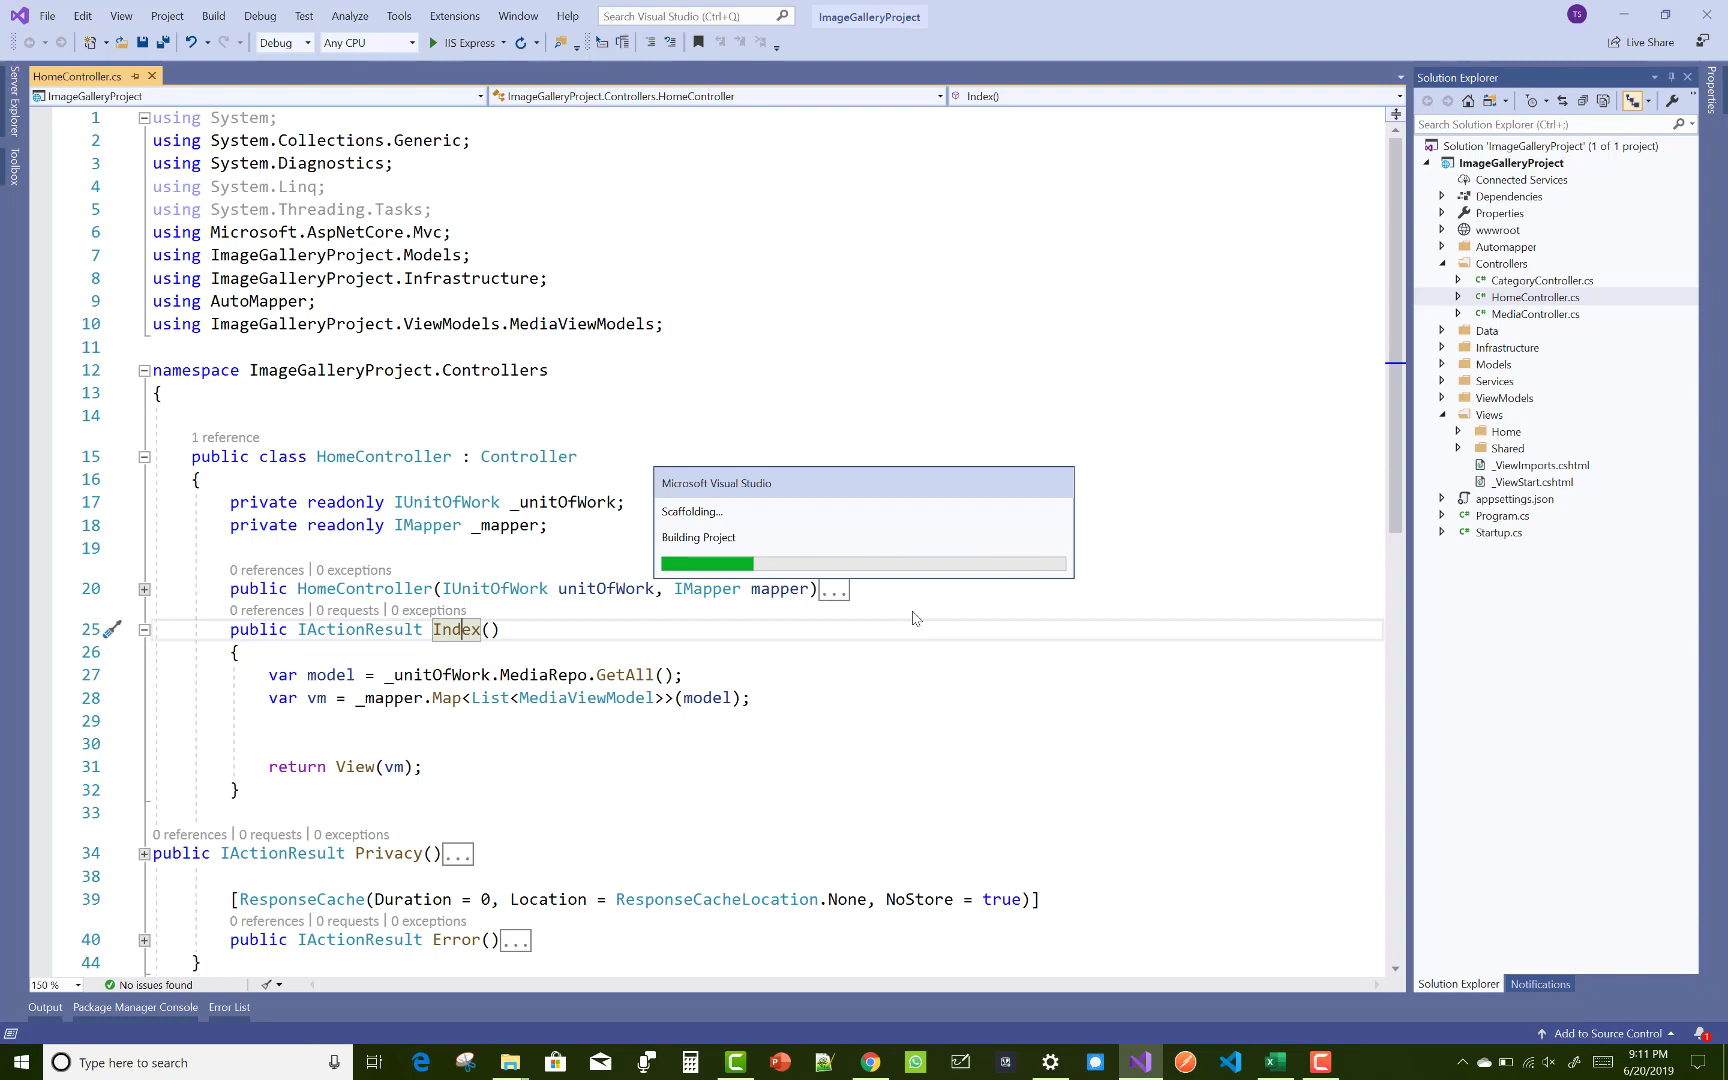 File Edit View Project Build Debug Test Analyze Tools Extensions Window Help Search Visual Studio (Ctrl+Q) ImageGalleryProject TS
Debug Any CPU IIS Express Live Share
HomeController.cs
ImageGalleryProject ImageGalleryProject.Controllers.HomeController Index()
Server Explorer
Toolbox
1 using System;
2 using System.Collections.Generic;
3 using System.Diagnostics;
4 using System.Linq;
5 using System.Threading.Tasks;
6 using Microsoft.AspNetCore.Mvc;
7 using ImageGalleryProject.Models;
8 using ImageGalleryProject.Infrastructure;
9 using AutoMapper;
10 using ImageGalleryProject.ViewModels.MediaViewModels;
11
12 namespace ImageGalleryProject.Controllers
13 {
14
1 reference
15 public class HomeController : Controller
16 {
17 private readonly IUnitOfWork _unitOfWork;
18 private readonly IMapper _mapper;
19
0 references | 0 exceptions
20 public HomeController(IUnitOfWork unitOfWork, IMapper mapper)...
0 references | 0 requests | 0 exceptions
25 public IActionResult Index()
26 {
27 var model = _unitOfWork.MediaRepo.GetAll();
28 var vm = _mapper.Map<List<MediaViewModel>>(model);
29
30
31 return View(vm);
32 }
33
0 references | 0 requests | 0 exceptions
34 public IActionResult Privacy()...
38
39 [ResponseCache(Duration = 0, Location = ResponseCacheLocation.None, NoStore = true)]
0 references | 0 requests | 0 exceptions
40 public IActionResult Error()...
44 }
Microsoft Visual Studio
Scaffolding...
Building Project
150 % No issues found
Output Package Manager Console Error List
Solution Explorer
Search Solution Explorer (Ctrl+;)
Solution 'ImageGalleryProject' (1 of 1 project)
ImageGalleryProject
Connected Services
Dependencies
Properties
wwwroot
Automapper
Controllers
C# CategoryController.cs
C# HomeController.cs
C# MediaController.cs
Data
Infrastructure
Models
Services
ViewModels
Views
Home
Shared
_ViewImports.cshtml
_ViewStart.cshtml
appsettings.json
C# Program.cs
C# Startup.cs
Solution Explorer Notifications
Properties
Add to Source Control 1
Type here to search
9:11 PM
6/20/2019